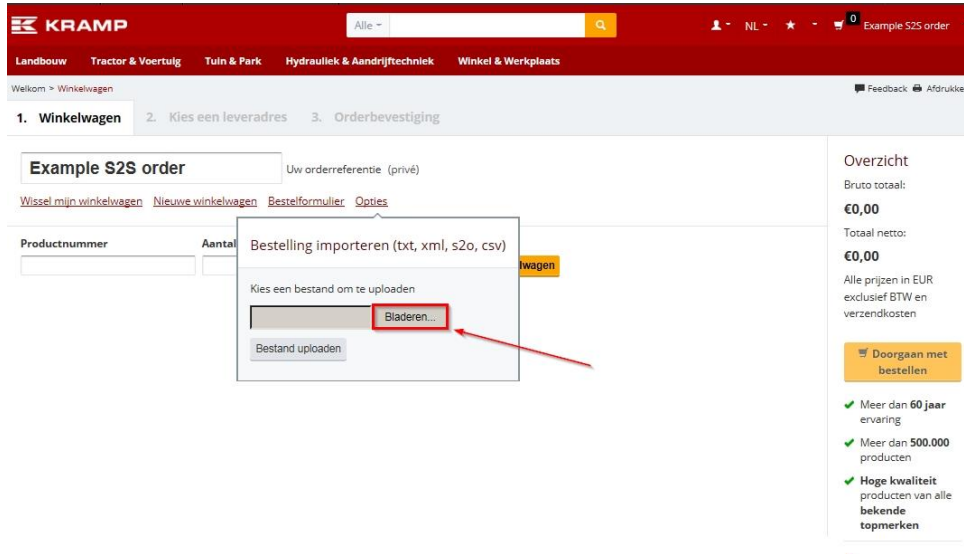 KRAMP
Alle
NL
0
Example S2S order
Landbouw Tractor & Voertuig Tuin & Park Hydrauliek & Aandrijftechniek Winkel & Werkplaats
Welkom > Winkelwagen
Feedback Afdrukke
1. Winkelwagen 2. Kies een leveradres 3. Orderbevestiging
Example S2S order
Uw orderreferentie (privé)
Wissel mijn winkelwagen Nieuwe winkelwagen Bestelformulier Opties
Productnummer Aantal
lwagen
Bestelling importeren (txt, xml, s2o, csv)
Kies een bestand om te uploaden
Bladeren...
Bestand uploaden
Overzicht
Bruto totaal:
€0,00
Totaal netto:
€0,00
Alle prijzen in EUR
exclusief BTW en
verzendkosten
Doorgaan met
bestellen
Meer dan 60 jaar
ervaring
Meer dan 500.000
producten
Hoge kwaliteit
producten van alle
bekende
topmerken